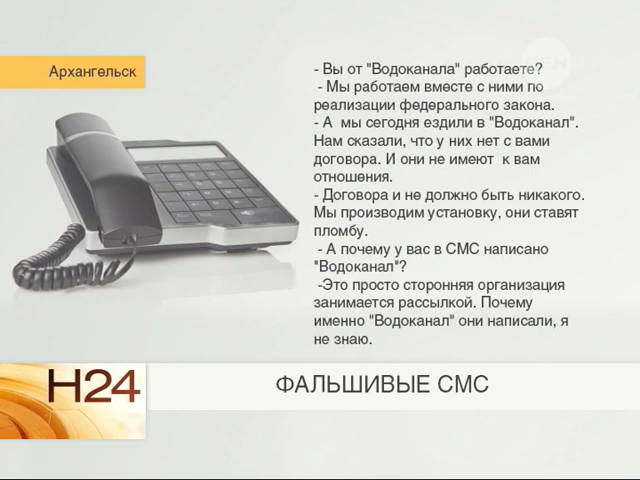 Архангельск
- Вы от "Водоканала" работаете?
- Мы работаем вместе с ними по
реализации федерального закона.
- А  мы сегодня ездили в "Водоканал".
Нам сказали, что у них нет с вами
договора. И они не имеют  к вам
отношения.
- Договора и не должно быть никакого.
Мы производим установку, они ставят
пломбу.
- А почему у вас в СМС написано
"Водоканал"?
-Это просто сторонняя организация
занимается рассылкой. Почему
именно "Водоканал" они написали, я
не знаю.
Н24
ФАЛЬШИВЫЕ СМС